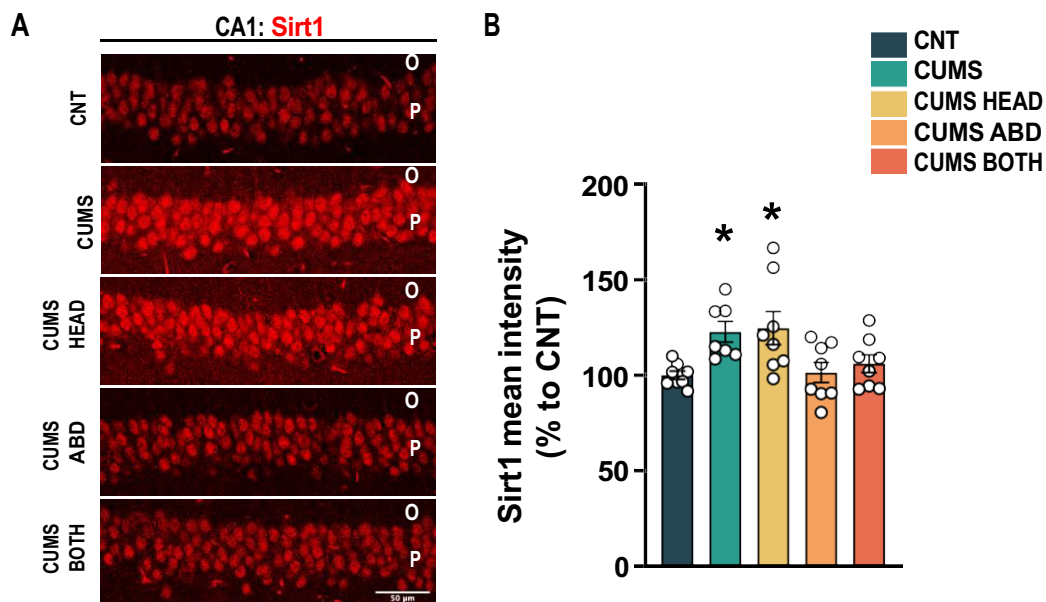 A
CA1: Sirt1
CNT
O
P
CUMS
O
P
CUMS
HEAD
O
P
CUMS
ABD
O
P
CUMS
BOTH
O
P
50 µm
B
CNT
CUMS
CUMS HEAD
CUMS ABD
CUMS BOTH
Sirt1 mean intensity
(% to CNT)
200
150
100
50
0
*
*